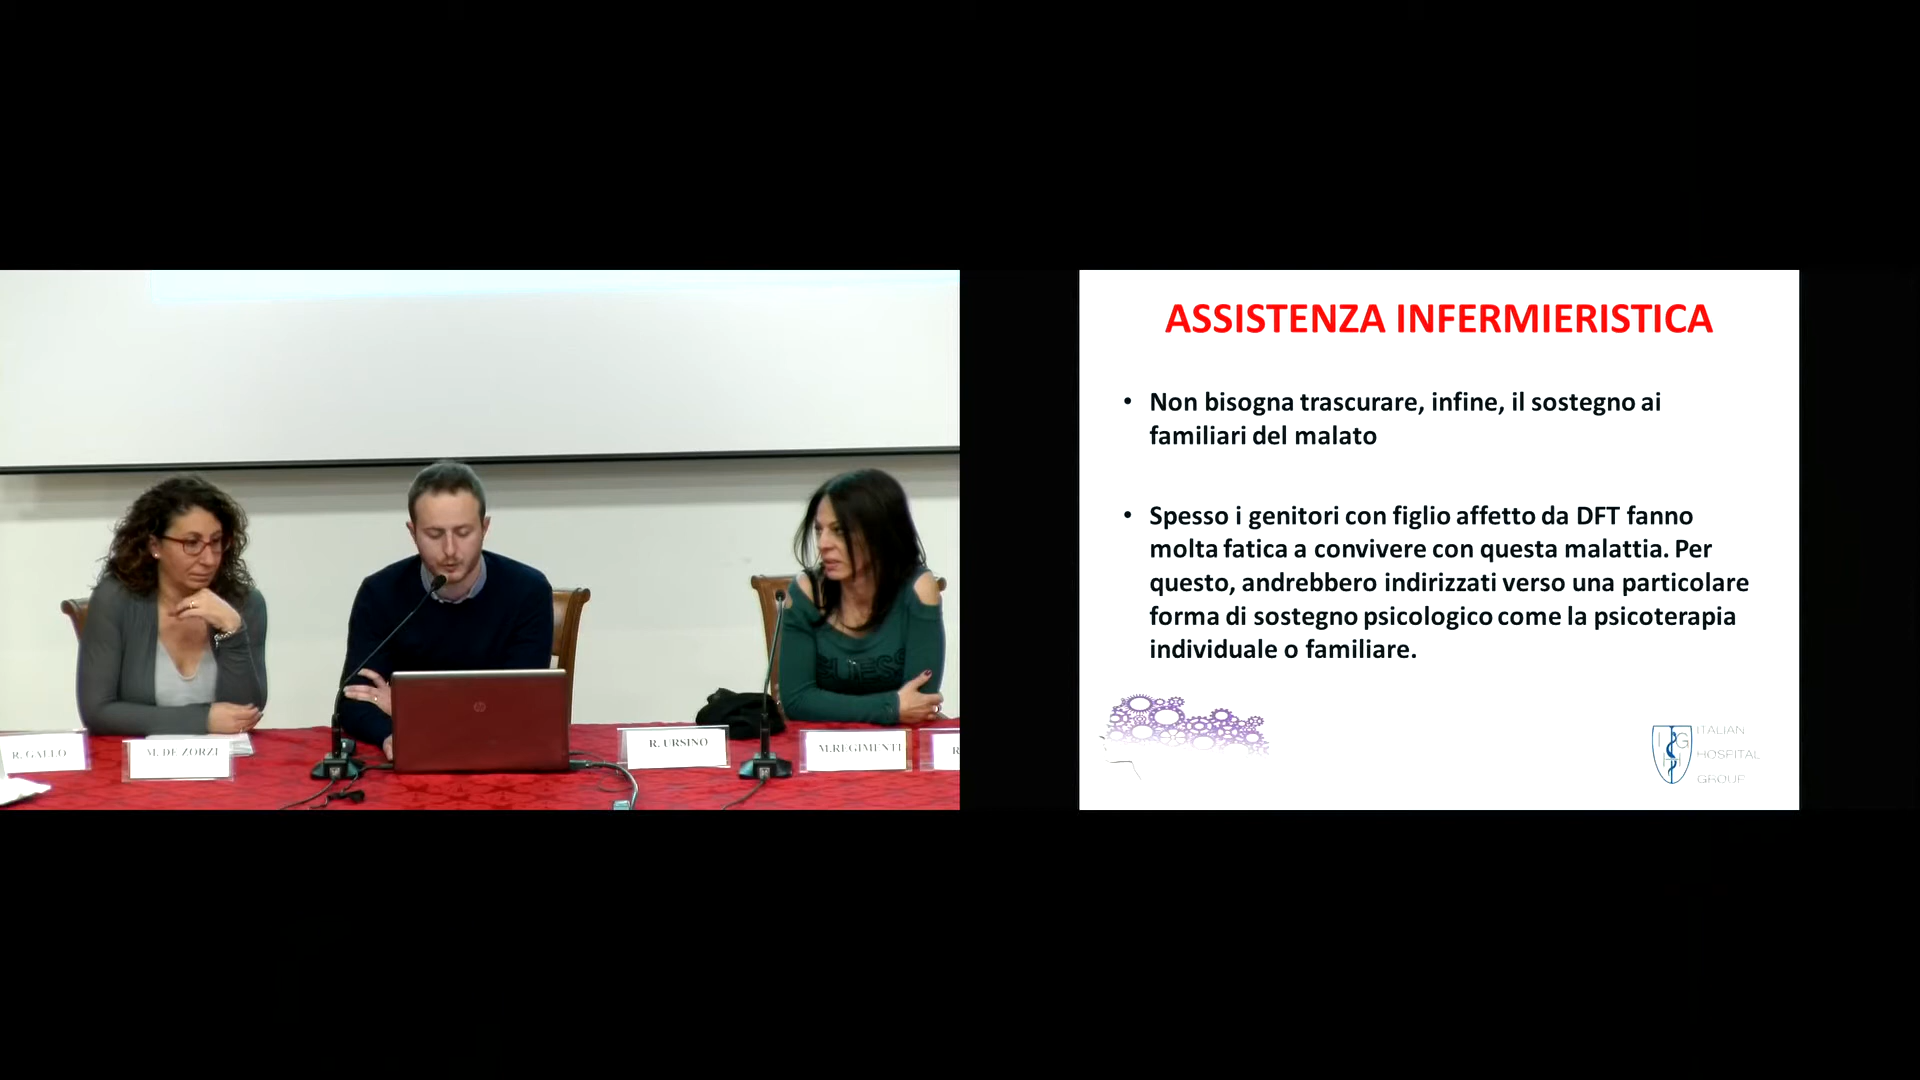 ASSISTENZA INFERMIERISTICA
• Non bisogna trascurare, infine, il sostegno ai
familiari del malato
• Spesso i genitori con figlio affetto da DFT fanno
molta fatica a convivere con questa malattia. Per
questo, andrebbero indirizzati verso una particolare
forma di sostegno psicologico come la psicoterapia
individuale o familiare.
I G
H
ITALIAN
HOSPITAL
GROUP
GUESS
hp
R. GALLO
M. DE ZORZI
R. URSINO
M.REGIMENTI
R